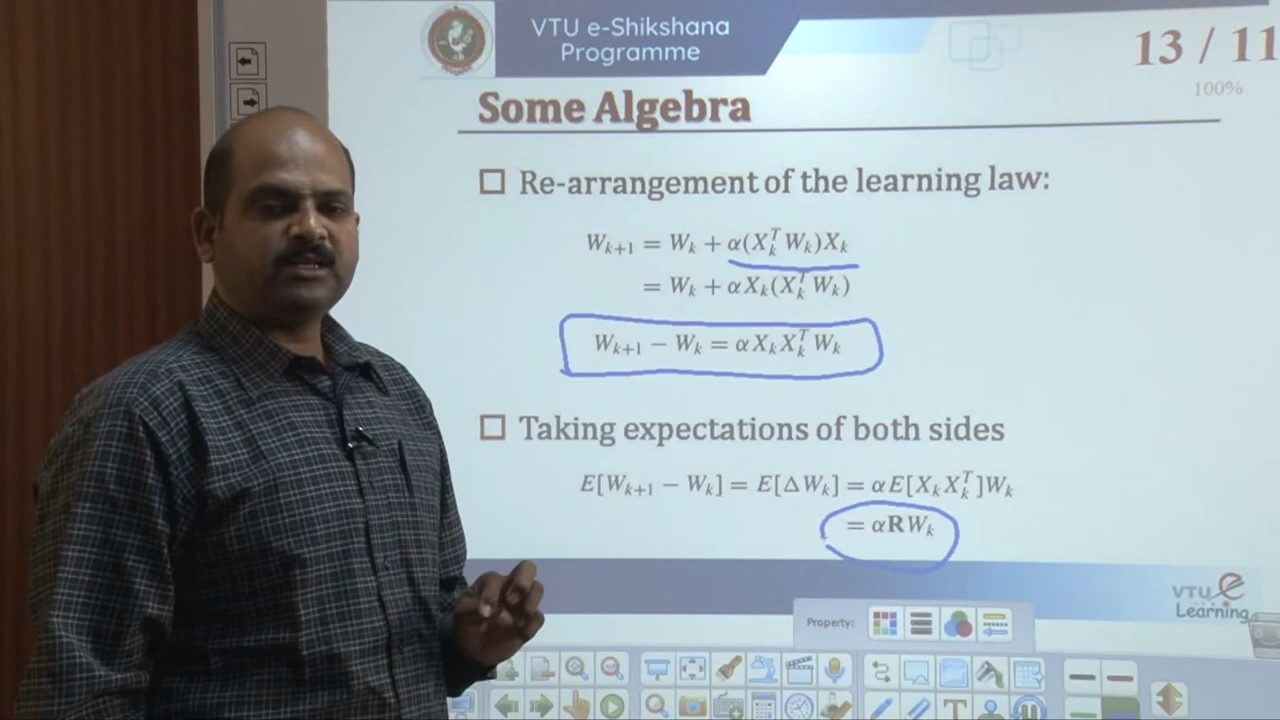 VTU e-Shikshana
Programme
13 / 11
100%
Some Algebra
Re-arrangement of the learning law:
W_{k+1} = W_k + α(X_k^T W_k)X_k
= W_k + αX_k(X_k^T W_k)
W_{k+1} − W_k = αX_k X_k^T W_k
Taking expectations of both sides
E[W_{k+1} − W_k] = E[ΔW_k] = αE[X_k X_k^T]W_k
= αRW_k
VTU e
Learning
Property: